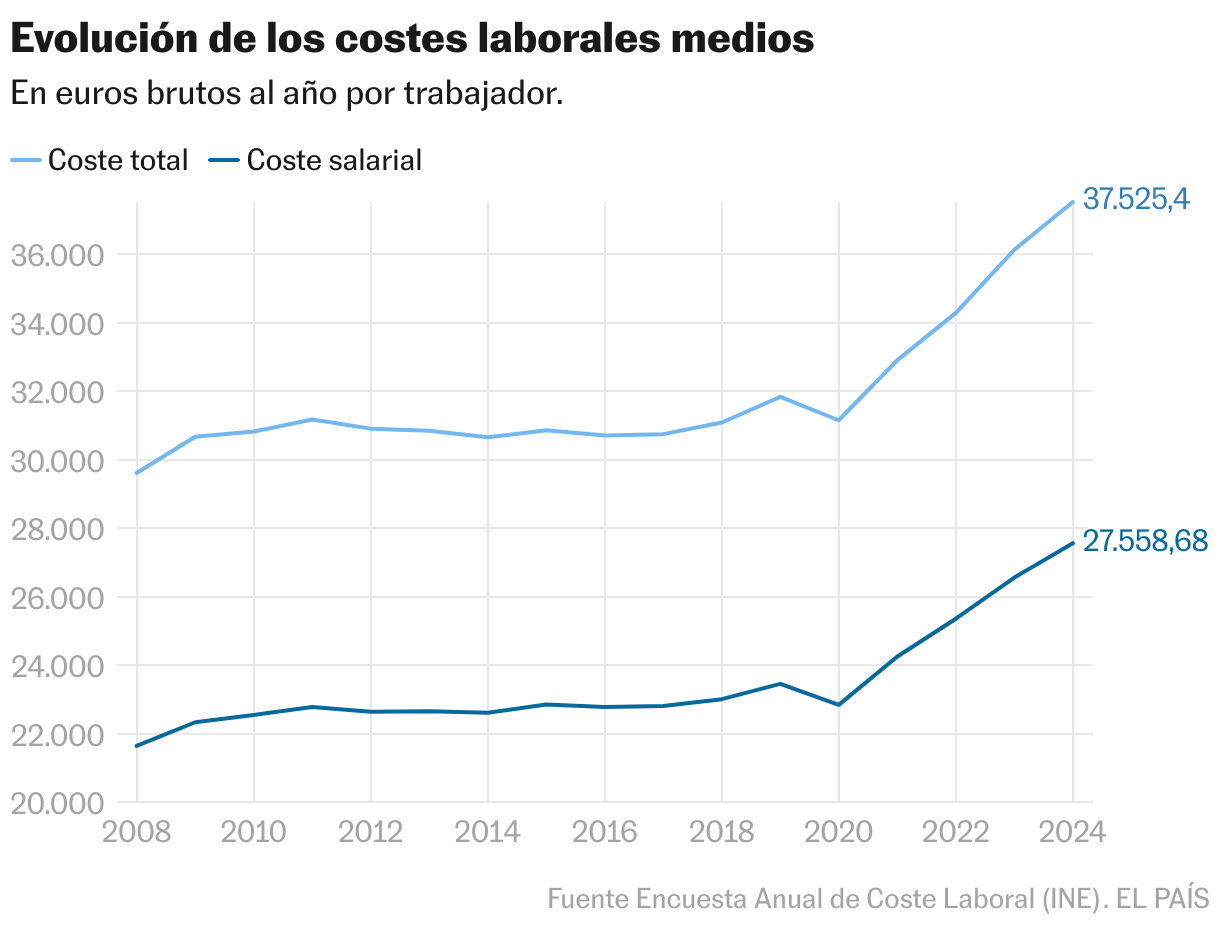 Evolución de los costes laborales medios
En euros brutos al año por trabajador.
Coste total Coste salarial
37.525,4
36.000
34.000
32.000
30.000
28.000
27.558,68
26.000
24.000
22.000
20.000
2008 2010 2012 2014 2016 2018 2020 2022 2024
Fuente Encuesta Anual de Coste Laboral (INE). EL PAÍS